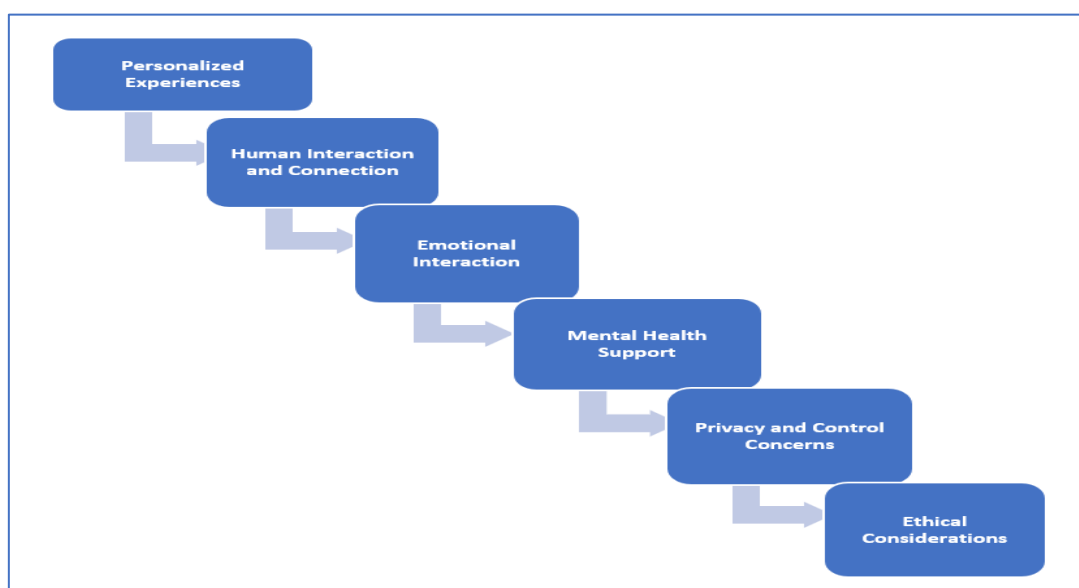 Personalized
Experiences
Human Interaction
and Connection
Emotional
Interaction
Mental Health
Support
Privacy and Control
Concerns
Ethical
Considerations